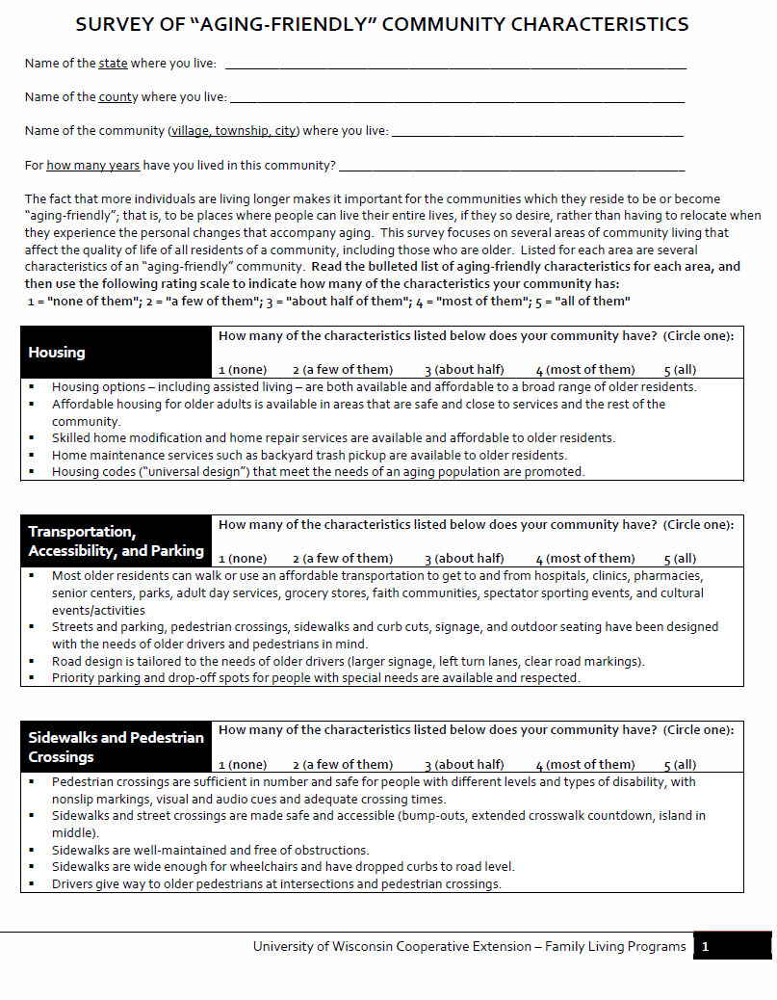 SURVEY OF “AGING-FRIENDLY” COMMUNITY CHARACTERISTICS
Name of the state where you live: ____________________
Name of the county where you live: ____________________
Name of the community (village, township, city) where you live: ____________________
For how many years have you lived in this community? ____________________
The fact that more individuals are living longer makes it important for the communities which they reside to be or become
“aging-friendly”; that is, to be places where people can live their entire lives, if they so desire, rather than having to relocate when
they experience the personal changes that accompany aging. This survey focuses on several areas of community living that
affect the quality of life of all residents of a community, including those who are older. Listed for each area are several
characteristics of an “aging-friendly” community. Read the bulleted list of aging-friendly characteristics for each area, and
then use the following rating scale to indicate how many of the characteristics your community has:
1 = "none of them"; 2 = "a few of them"; 3 = "about half of them"; 4 = "most of them"; 5 = "all of them"
Housing
How many of the characteristics listed below does your community have? (Circle one):
1 (none) 2 (a few of them) 3 (about half) 4 (most of them) 5 (all)
▪ Housing options – including assisted living – are both available and affordable to a broad range of older residents.
▪ Affordable housing for older adults is available in areas that are safe and close to services and the rest of the
community.
▪ Skilled home modification and home repair services are available and affordable to older residents.
▪ Home maintenance services such as backyard trash pickup are available to older residents.
▪ Housing codes (“universal design”) that meet the needs of an aging population are promoted.
Transportation,
Accessibility, and Parking
How many of the characteristics listed below does your community have? (Circle one):
1 (none) 2 (a few of them) 3 (about half) 4 (most of them) 5 (all)
▪ Most older residents can walk or use an affordable transportation to get to and from hospitals, clinics, pharmacies,
senior centers, parks, adult day services, grocery stores, faith communities, spectator sporting events, and cultural
events/activities
▪ Streets and parking, pedestrian crossings, sidewalks and curb cuts, signage, and outdoor seating have been designed
with the needs of older drivers and pedestrians in mind.
▪ Road design is tailored to the needs of older drivers (larger signage, left turn lanes, clear road markings).
▪ Priority parking and drop-off spots for people with special needs are available and respected.
Sidewalks and Pedestrian
Crossings
How many of the characteristics listed below does your community have? (Circle one):
1 (none) 2 (a few of them) 3 (about half) 4 (most of them) 5 (all)
▪ Pedestrian crossings are sufficient in number and safe for people with different levels and types of disability, with
nonslip markings, visual and audio cues and adequate crossing times.
▪ Sidewalks and street crossings are made safe and accessible (bump-outs, extended crosswalk countdown, island in
middle).
▪ Sidewalks are well-maintained and free of obstructions.
▪ Sidewalks are wide enough for wheelchairs and have dropped curbs to road level.
▪ Drivers give way to older pedestrians at intersections and pedestrian crossings.
University of Wisconsin Cooperative Extension – Family Living Programs 1